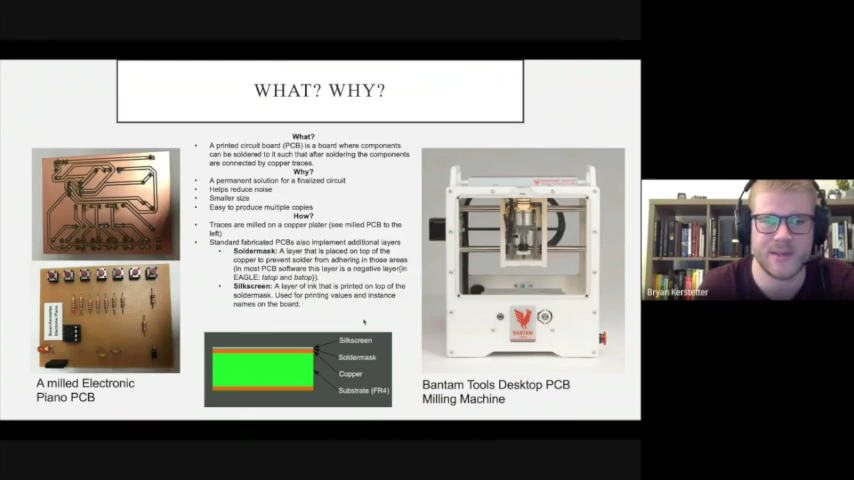 WHAT? WHY?
What?
A printed circuit board (PCB) is a board where components
can be soldered to it such that after soldering the components
are connected by copper traces.
Why?
A permanent solution for a finalized circuit
Helps reduce noise
Smaller size
Easy to produce multiple copies
How?
Traces are milled on a copper plater (see milled PCB to the
left)
Standard fabricated PCBs also implement additional layers
Soldermask: A layer that is placed on top of the
copper to prevent solder from adhering in those areas
(in most PCB software this layer is a negative layer(in
EAGLE: tstop and bstop)).
Silkscreen: A layer of ink that is printed on top of the
soldermask. Used for printing values and instance
names on the board.
Silkscreen
Soldermask
Copper
Substrate (FR4)
Bryan Kerstetter
Electronic Piano
A milled Electronic
Piano PCB
BANTAM
Bantam Tools Desktop PCB
Milling Machine
Bryan Kerstetter